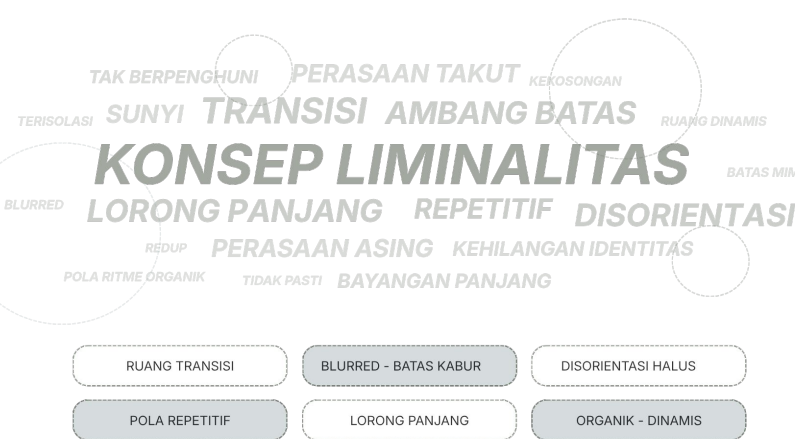 TAK BERPENGHUNI PERASAAN TAKUT KEKOSONGAN
TERISOLASI SUNYI TRANSISI AMBANG BATAS RUANG DINAMIS
KONSEP LIMINALITAS BATAS MIM
BLURRED LORONG PANJANG REPETITIF DISORIENTASI
REDUP PERASAAN ASING KEHILANGAN IDENTITAS
POLA RITME ORGANIK TIDAK PASTI BAYANGAN PANJANG
RUANG TRANSISI BLURRED - BATAS KABUR DISORIENTASI HALUS
POLA REPETITIF LORONG PANJANG ORGANIK - DINAMIS